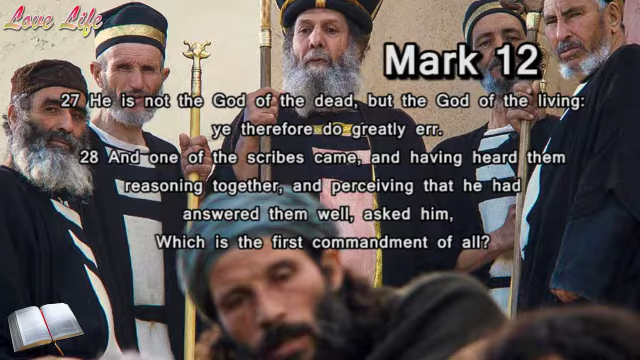 Love Life
Mark 12
27 He is not the God of the dead, but the God of the living:
ye therefore do greatly err.
28 And one of the scribes came, and having heard them
reasoning together, and perceiving that he had
answered them well, asked him,
Which is the first commandment of all?